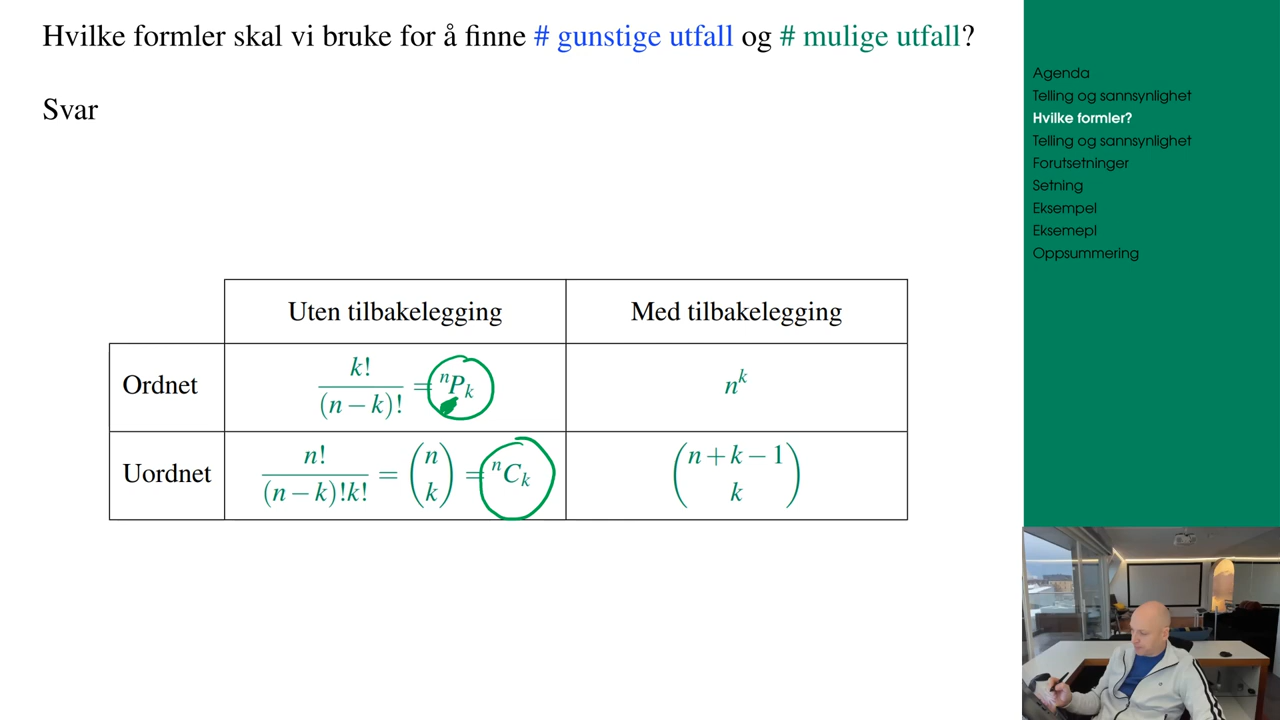 Hvilke formler skal vi bruke for å finne # gunstige utfall og # mulige utfall?
Svar
Uten tilbakelegging Med tilbakelegging
Ordnet k!/(n − k)! = ⁿPₖ nᵏ
Uordnet n!/(n − k)!k! = (n k) = ⁿCₖ (n + k − 1 k)
Agenda
Telling og sannsynlighet
Hvilke formler?
Telling og sannsynlighet
Forutsetninger
Setning
Eksempel
Eksemepl
Oppsummering